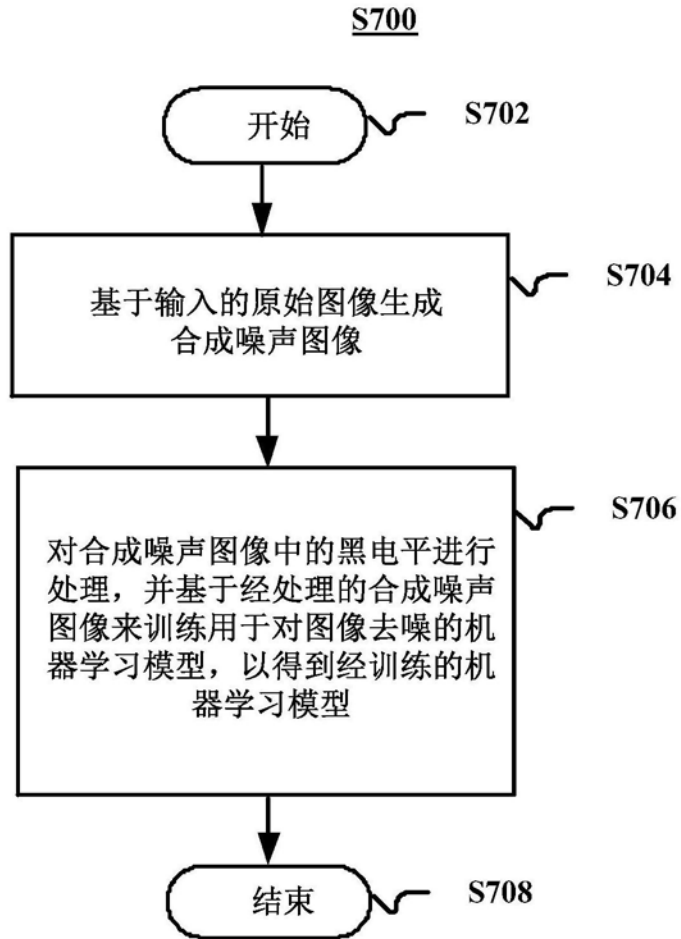 S700
开始
S702
基于输入的原始图像生成
合成噪声图像
S704
对合成噪声图像中的黑电平进行
处理，并基于经处理的合成噪声
图像来训练用于对图像去噪的机
器学习模型，以得到经训练的机
器学习模型
S706
结束
S708